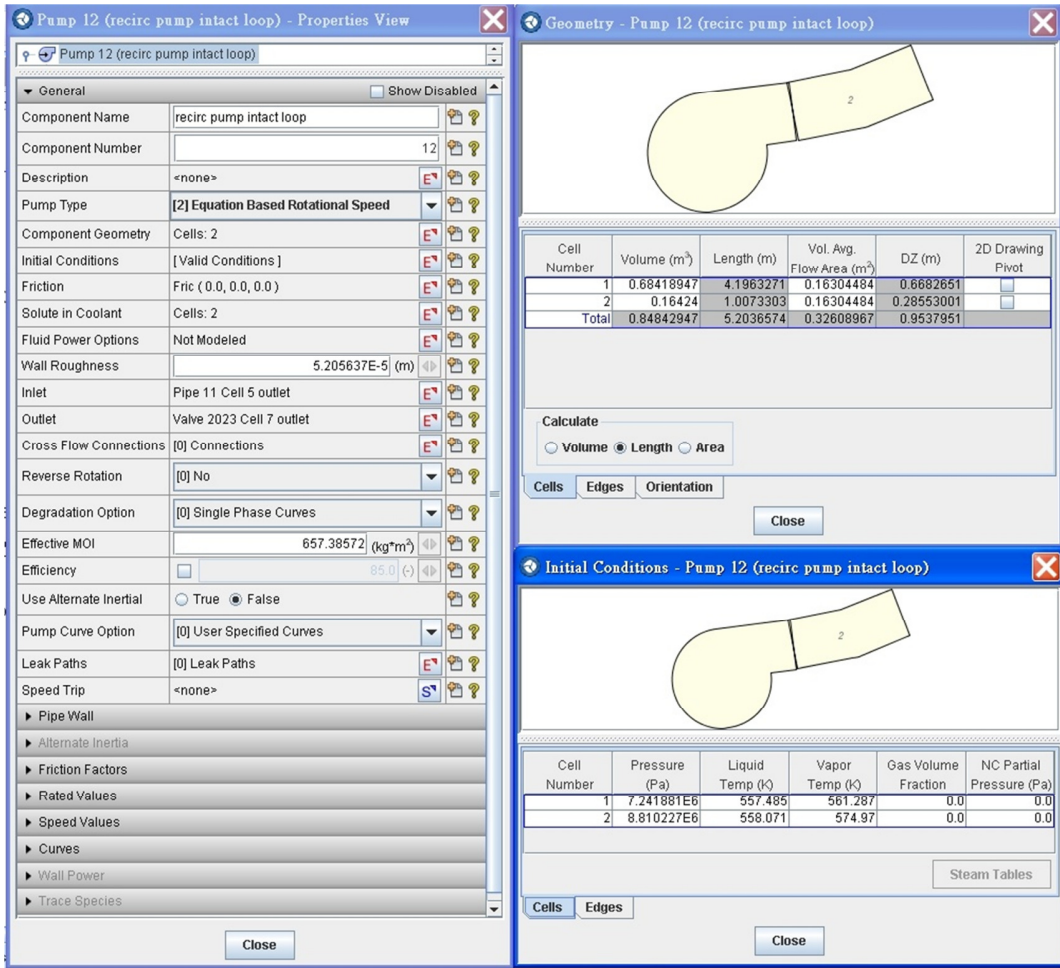 Pump 12 (recirc pump intact loop) - Properties View
Pump 12 (recirc pump intact loop)
General Show Disabled
Component Name recirc pump intact loop
Component Number 12
Description <none>
Pump Type [2] Equation Based Rotational Speed
Component Geometry Cells: 2
Initial Conditions [ Valid Conditions ]
Friction Fric ( 0.0, 0.0, 0.0 )
Solute in Coolant Cells: 2
Fluid Power Options Not Modeled
Wall Roughness 5.205637E-5 (m)
Inlet Pipe 11 Cell 5 outlet
Outlet Valve 2023 Cell 7 outlet
Cross Flow Connections [0] Connections
Reverse Rotation [0] No
Degradation Option [0] Single Phase Curves
Effective MOI 657.38572 (kg*m²)
Efficiency 85.0 (-)
Use Alternate Inertial True False
Pump Curve Option [0] User Specified Curves
Leak Paths [0] Leak Paths
Speed Trip <none>
Pipe Wall
Alternate Inertia
Friction Factors
Rated Values
Speed Values
Curves
Wall Power
Trace Species
Close
Geometry - Pump 12 (recirc pump intact loop)
2
Cell Number Volume (m³) Length (m) Vol. Avg. Flow Area (m²) DZ (m) 2D Drawing Pivot
1 0.68418947 4.1963271 0.16304484 0.6682651
2 0.16424 1.0073303 0.16304484 0.28553001
Total 0.84842947 5.2036574 0.32608967 0.9537951
Calculate
Volume Length Area
Cells Edges Orientation
Close
Initial Conditions - Pump 12 (recirc pump intact loop)
2
Cell Number Pressure (Pa) Liquid Temp (K) Vapor Temp (K) Gas Volume Fraction NC Partial Pressure (Pa)
1 7.241881E6 557.485 561.287 0.0 0.0
2 8.810227E6 558.071 574.97 0.0 0.0
Steam Tables
Cells Edges
Close